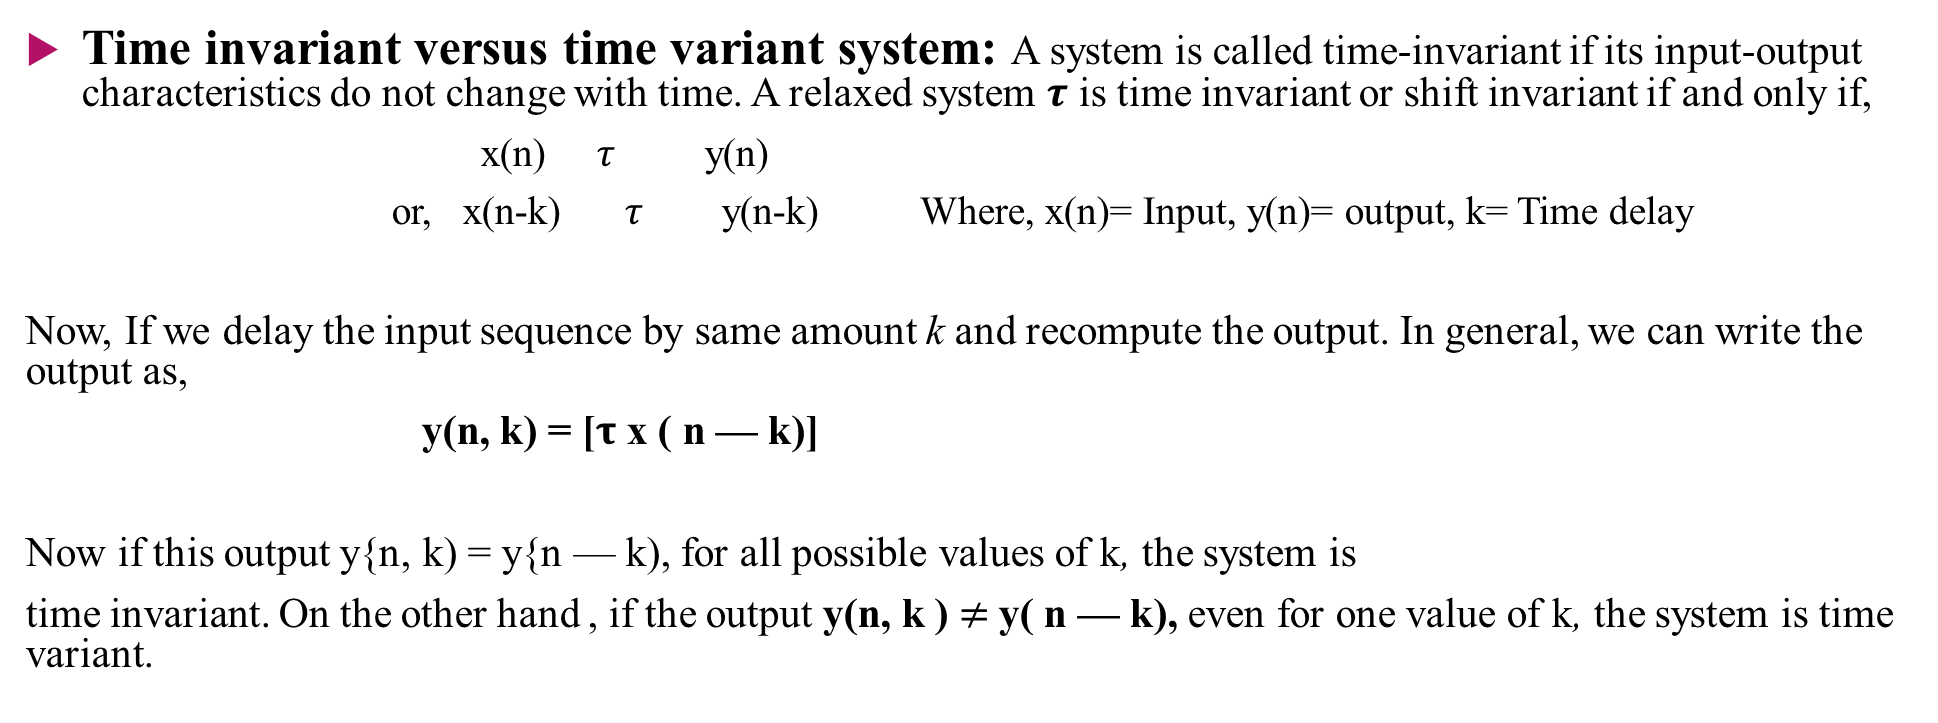 Time invariant versus time variant system: A system is called time-invariant if its input-output
characteristics do not change with time. A relaxed system τ is time invariant or shift invariant if and only if,
x(n) τ y(n)
or, x(n-k) τ y(n-k) Where, x(n)= Input, y(n)= output, k= Time delay
Now, If we delay the input sequence by same amount k and recompute the output. In general, we can write the
output as,
y(n, k) = [τ x ( n — k)]
Now if this output y{n, k) = y{n — k), for all possible values of k, the system is
time invariant. On the other hand , if the output y(n, k ) ≠ y( n — k), even for one value of k, the system is time
variant.